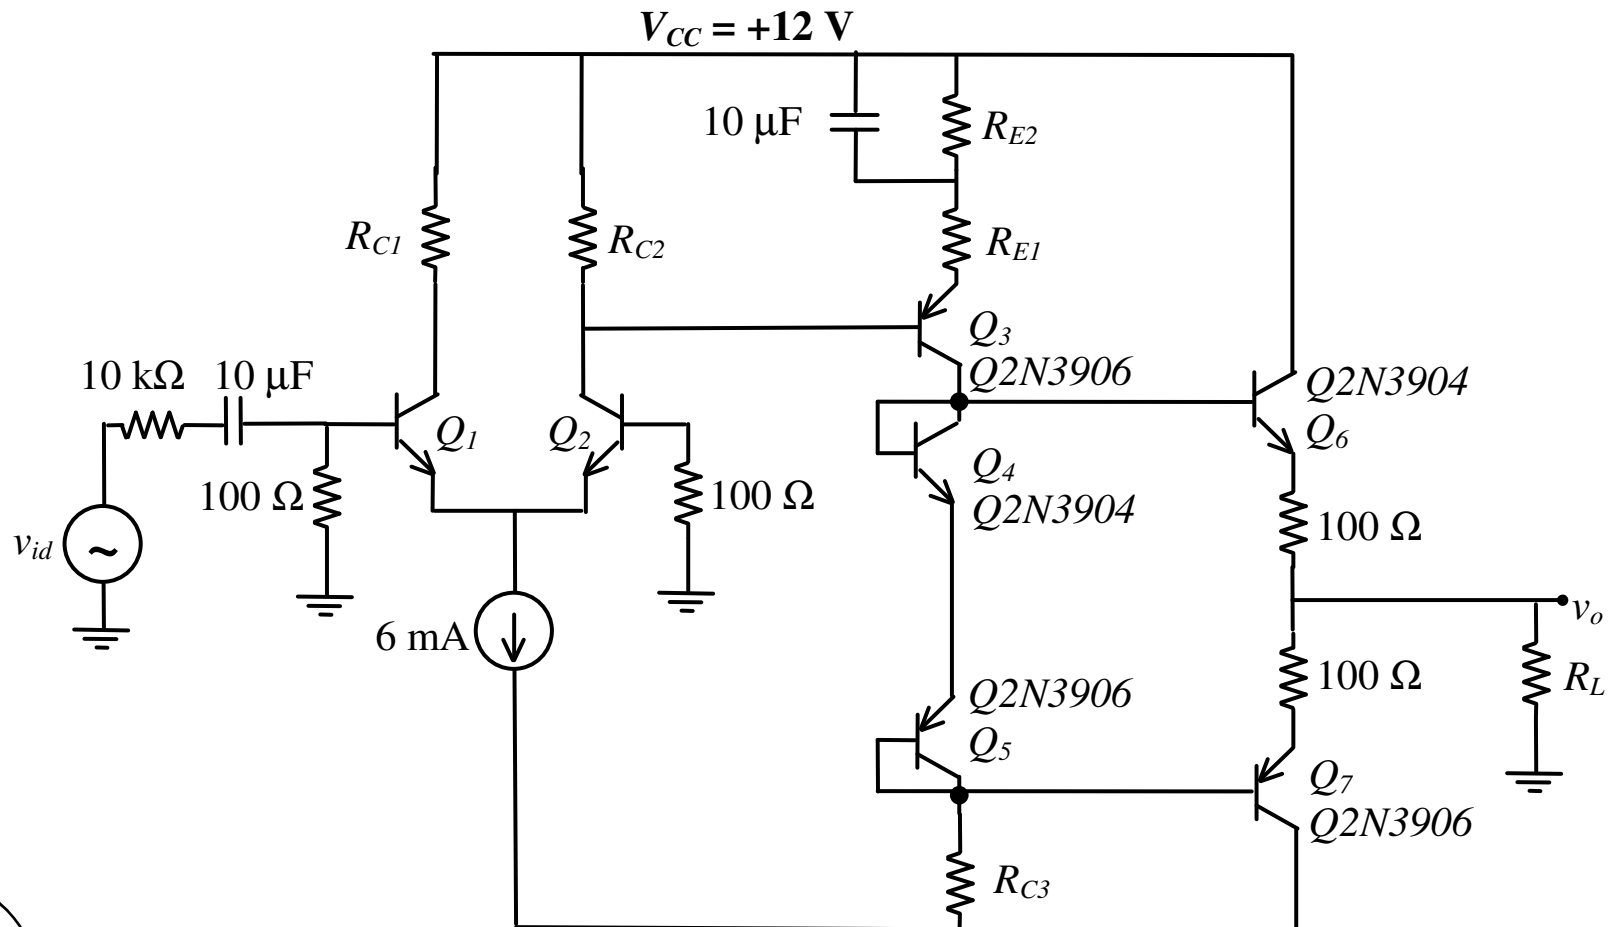 V_CC = +12 V
10 μF
R_E2
R_C1
R_C2
R_E1
Q_3
Q2N3906
10 kΩ
10 μF
Q2N3904
Q_1
Q_2
Q_6
Q_4
Q2N3904
100 Ω
100 Ω
100 Ω
v_id
v_o
6 mA
Q2N3906
Q_5
100 Ω
R_L
Q_7
Q2N3906
R_C3